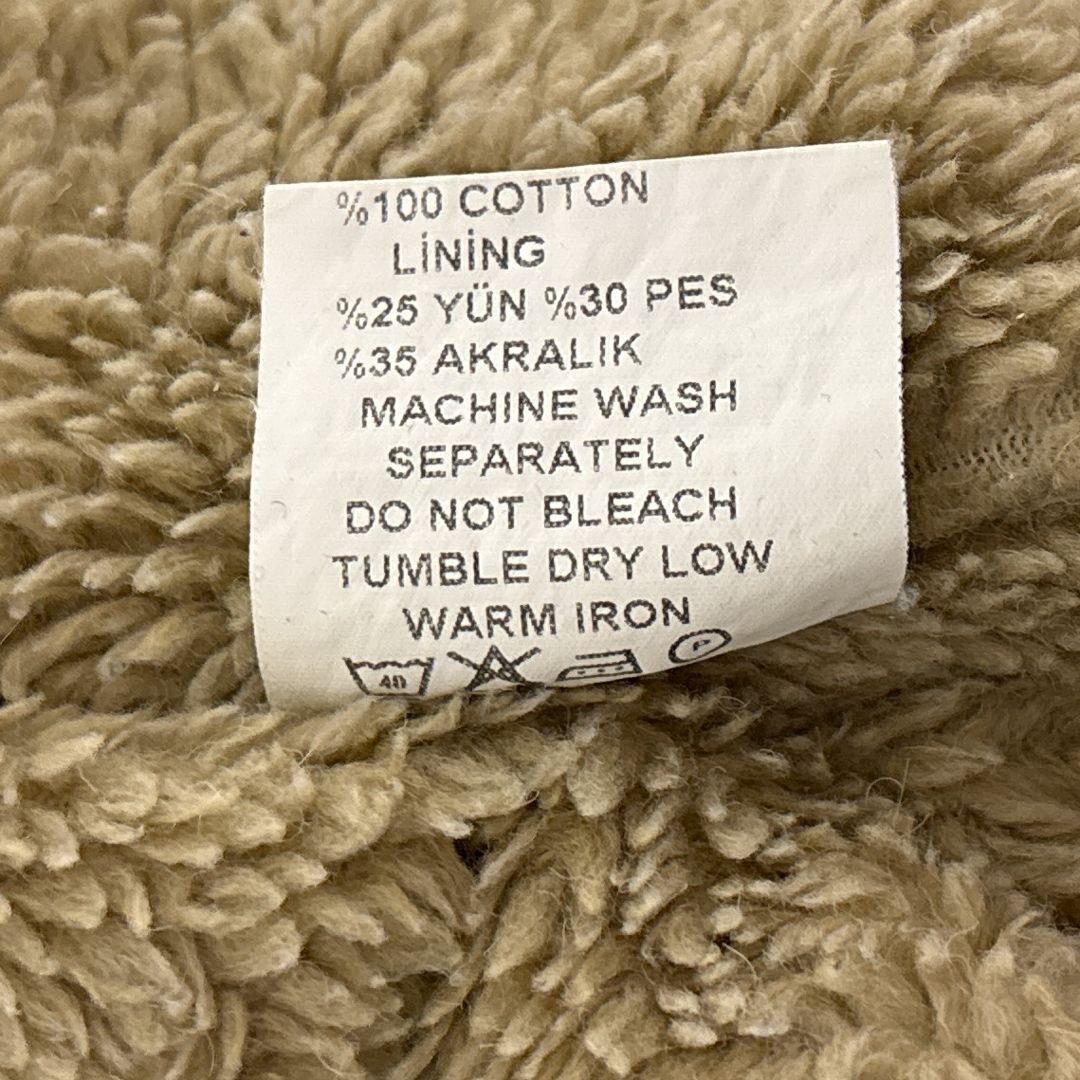 %100 COTTON
LİNİNG
%25 YÜN %30 PES
%35 AKRALIK
MACHINE WASH
SEPARATELY
DO NOT BLEACH
TUMBLE DRY LOW
WARM IRON
40 P